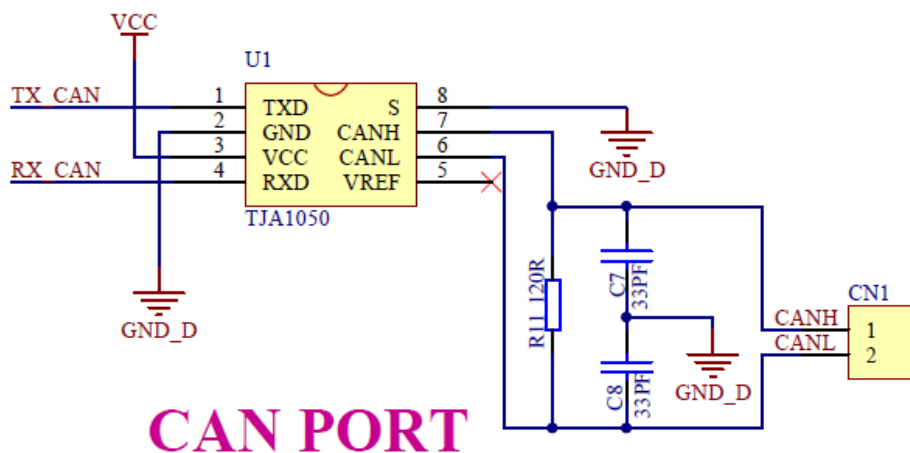 VCC
U1
TX_CAN
1
TXD
S
8
2
GND
CANH
7
3
VCC
CANL
6
RX_CAN
4
RXD
VREF
5
TJA1050
GND_D
GND_D
R11 120R
C7
33PF
C8
33PF
GND_D
CN1
CANH
1
CANL
2
CAN PORT